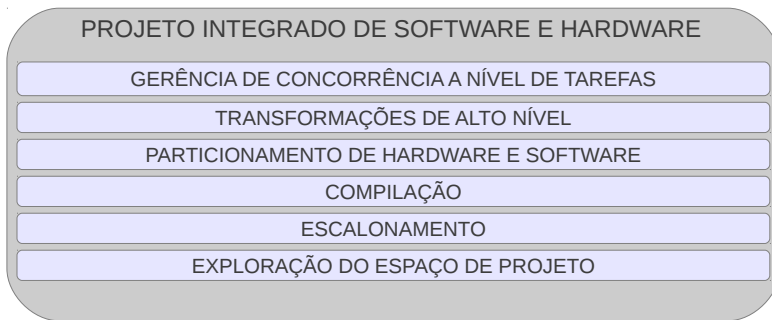 PROJETO INTEGRADO DE SOFTWARE E HARDWARE
GERÊNCIA DE CONCORRÊNCIA A NÍVEL DE TAREFAS
TRANSFORMAÇÕES DE ALTO NÍVEL
PARTICIONAMENTO DE HARDWARE E SOFTWARE
COMPILAÇÃO
ESCALONAMENTO
EXPLORAÇÃO DO ESPAÇO DE PROJETO